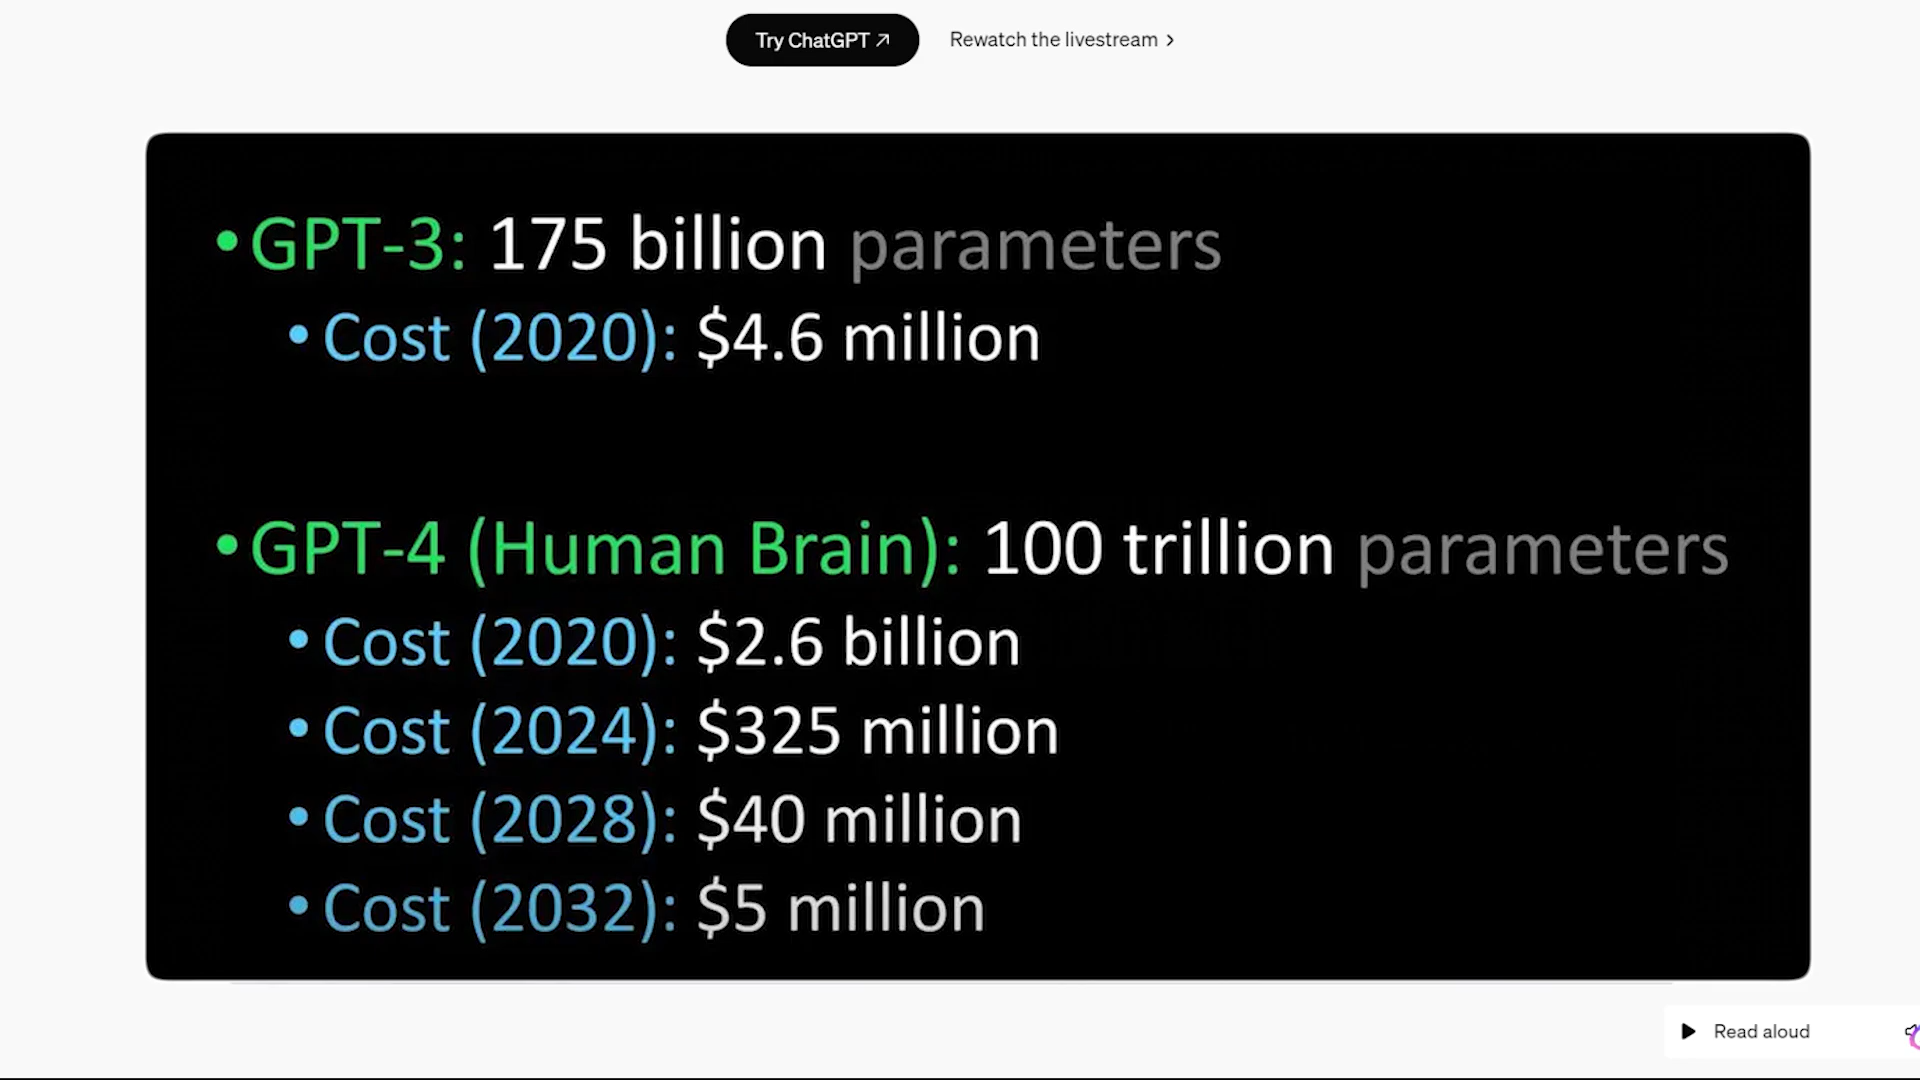 Try ChatGPT ↗
Rewatch the livestream >
• GPT-3: 175 billion parameters
• Cost (2020): $4.6 million
• GPT-4 (Human Brain): 100 trillion parameters
• Cost (2020): $2.6 billion
• Cost (2024): $325 million
• Cost (2028): $40 million
• Cost (2032): $5 million
Read aloud